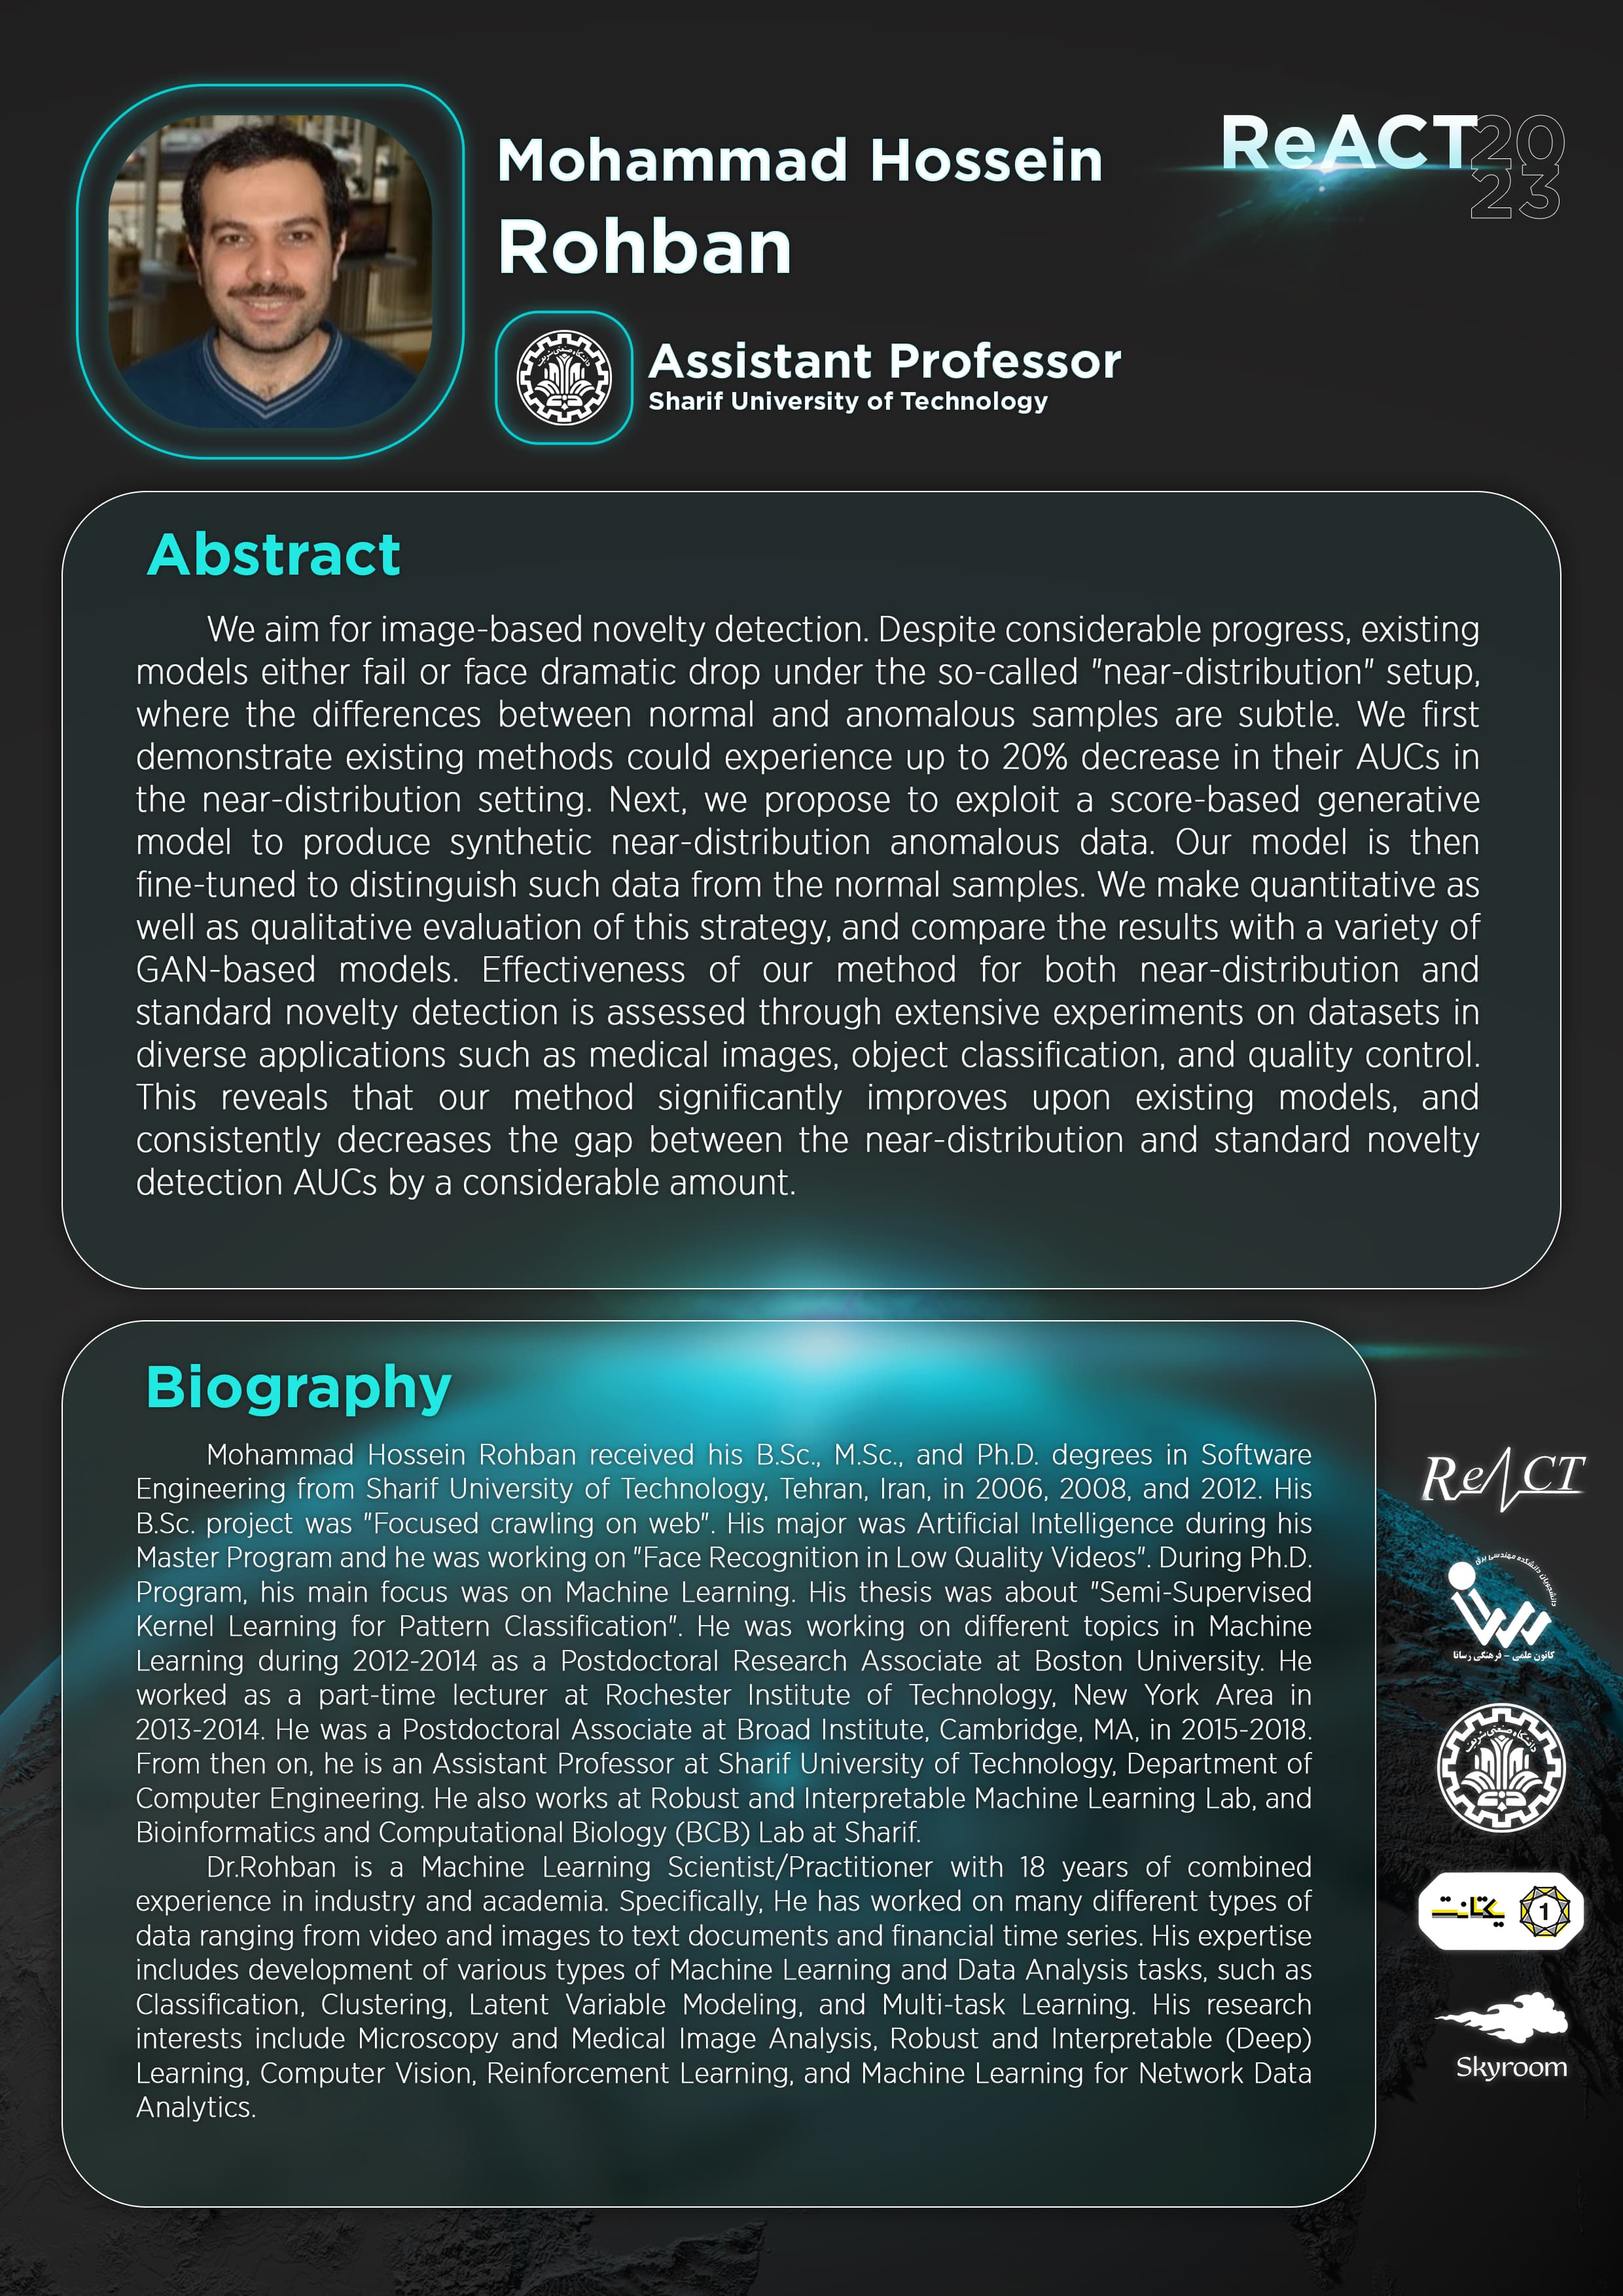 Mohammad Hossein
Rohban
ReACT 20
23
دانشگاه صنعتی شریف
Assistant Professor
Sharif University of Technology
Abstract
We aim for image-based novelty detection. Despite considerable progress, existing
models either fail or face dramatic drop under the so-called "near-distribution" setup,
where the differences between normal and anomalous samples are subtle. We first
demonstrate existing methods could experience up to 20% decrease in their AUCs in
the near-distribution setting. Next, we propose to exploit a score-based generative
model to produce synthetic near-distribution anomalous data. Our model is then
fine-tuned to distinguish such data from the normal samples. We make quantitative as
well as qualitative evaluation of this strategy, and compare the results with a variety of
GAN-based models. Effectiveness of our method for both near-distribution and
standard novelty detection is assessed through extensive experiments on datasets in
diverse applications such as medical images, object classification, and quality control.
This reveals that our method significantly improves upon existing models, and
consistently decreases the gap between the near-distribution and standard novelty
detection AUCs by a considerable amount.
Biography
Mohammad Hossein Rohban received his B.Sc., M.Sc., and Ph.D. degrees in Software
Engineering from Sharif University of Technology, Tehran, Iran, in 2006, 2008, and 2012. His
B.Sc. project was "Focused crawling on web". His major was Artificial Intelligence during his
Master Program and he was working on "Face Recognition in Low Quality Videos". During Ph.D.
Program, his main focus was on Machine Learning. His thesis was about "Semi-Supervised
Kernel Learning for Pattern Classification". He was working on different topics in Machine
Learning during 2012-2014 as a Postdoctoral Research Associate at Boston University. He
worked as a part-time lecturer at Rochester Institute of Technology, New York Area in
2013-2014. He was a Postdoctoral Associate at Broad Institute, Cambridge, MA, in 2015-2018.
From then on, he is an Assistant Professor at Sharif University of Technology, Department of
Computer Engineering. He also works at Robust and Interpretable Machine Learning Lab, and
Bioinformatics and Computational Biology (BCB) Lab at Sharif.
Dr.Rohban is a Machine Learning Scientist/Practitioner with 18 years of combined
experience in industry and academia. Specifically, He has worked on many different types of
data ranging from video and images to text documents and financial time series. His expertise
includes development of various types of Machine Learning and Data Analysis tasks, such as
Classification, Clustering, Latent Variable Modeling, and Multi-task Learning. His research
interests include Microscopy and Medical Image Analysis, Robust and Interpretable (Deep)
Learning, Computer Vision, Reinforcement Learning, and Machine Learning for Network Data
Analytics.
ReACT
دانشجویان دانشکده مهندسی برق
کانون علمی - فرهنگی رسانا
دانشگاه صنعتی شریف
یکتانت
1
Skyroom